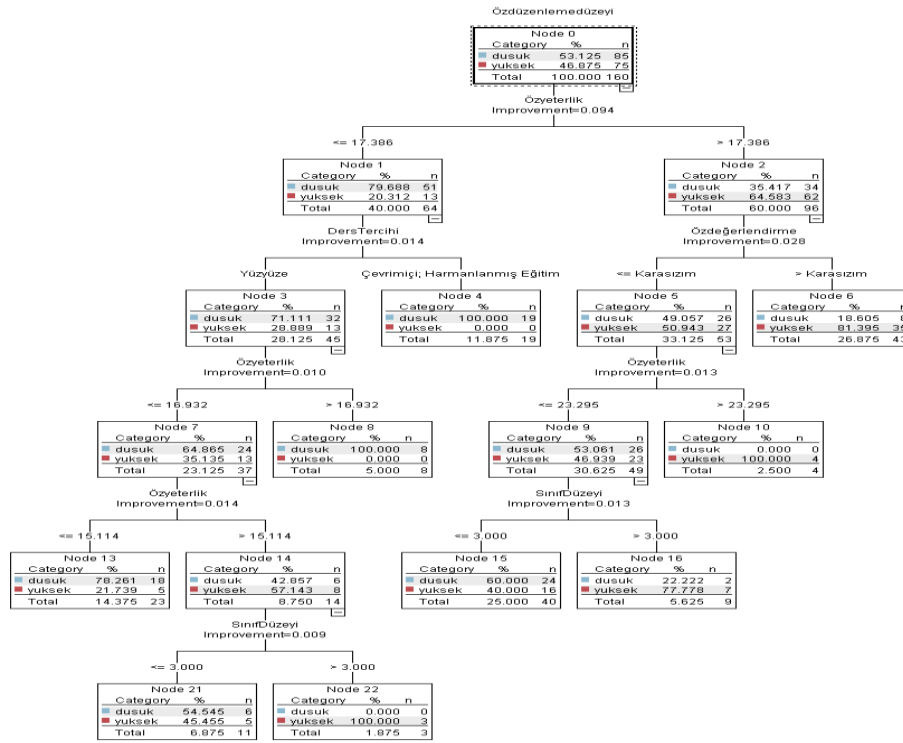 Özdüzenlemedüzeyi
Node 0
Category % n
dusuk 53.125 85
yuksek 46.875 75
Total 100.000 160
Özyeterlik
Improvement=0.094
<= 17.386
> 17.386
Node 1
Category % n
dusuk 79.688 51
yuksek 20.312 13
Total 40.000 64
Node 2
Category % n
dusuk 35.417 34
yuksek 64.583 62
Total 60.000 96
DersTercihi
Improvement=0.014
Özdeğerlendirme
Improvement=0.028
Yüzyüze
Çevrimiçi; Harmanlanmış Eğitim
<= Karasızım
> Karasızım
Node 3
Category % n
dusuk 71.111 32
yuksek 28.889 13
Total 28.125 45
Node 4
Category % n
dusuk 100.000 19
yuksek 0.000 0
Total 11.875 19
Node 5
Category % n
dusuk 49.057 26
yuksek 50.943 27
Total 33.125 53
Node 6
Category % n
dusuk 18.605 8
yuksek 81.395 35
Total 26.875 43
Özyeterlik
Improvement=0.010
Özyeterlik
Improvement=0.013
<= 16.932
> 16.932
<= 23.295
> 23.295
Node 7
Category % n
dusuk 64.865 24
yuksek 35.135 13
Total 23.125 37
Node 8
Category % n
dusuk 100.000 8
yuksek 0.000 0
Total 5.000 8
Node 9
Category % n
dusuk 53.061 26
yuksek 46.939 23
Total 30.625 49
Node 10
Category % n
dusuk 0.000 0
yuksek 100.000 4
Total 2.500 4
Özyeterlik
Improvement=0.014
SınıfDüzeyi
Improvement=0.013
<= 15.114
> 15.114
<= 3.000
> 3.000
Node 13
Category % n
dusuk 78.261 18
yuksek 21.739 5
Total 14.375 23
Node 14
Category % n
dusuk 42.857 6
yuksek 57.143 8
Total 8.750 14
Node 15
Category % n
dusuk 60.000 24
yuksek 40.000 16
Total 25.000 40
Node 16
Category % n
dusuk 22.222 2
yuksek 77.778 7
Total 5.625 9
SınıfDüzeyi
Improvement=0.009
<= 3.000
> 3.000
Node 21
Category % n
dusuk 54.545 6
yuksek 45.455 5
Total 6.875 11
Node 22
Category % n
dusuk 0.000 0
yuksek 100.000 3
Total 1.875 3